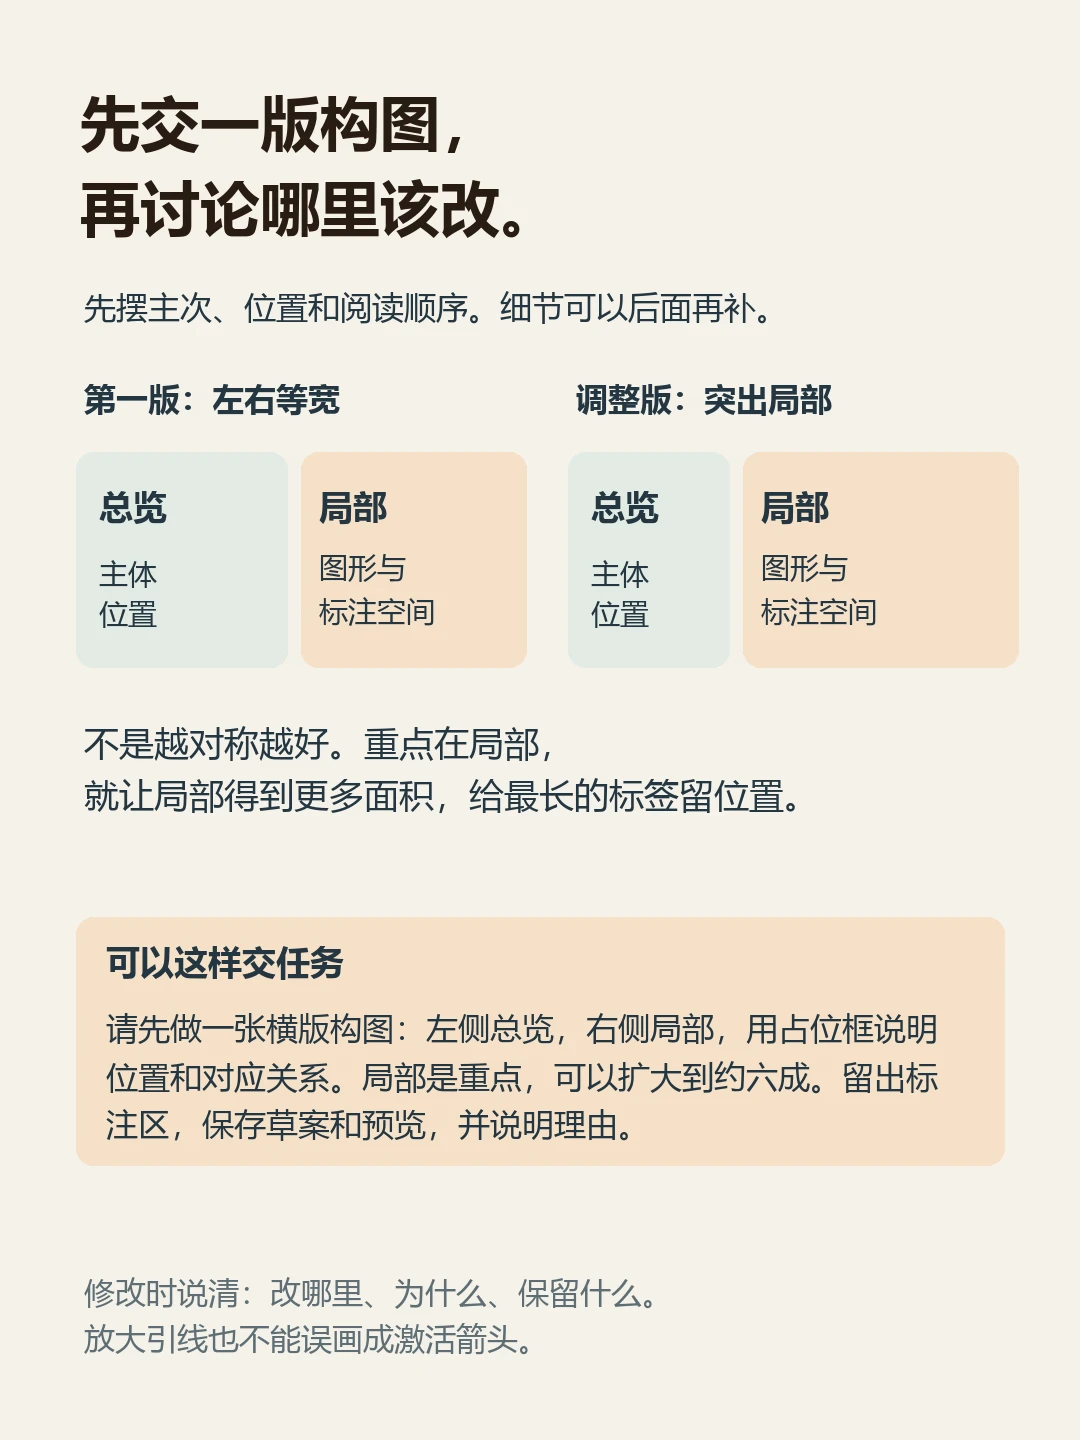 先交一版构图，
再讨论哪里该改。
先摆主次、位置和阅读顺序。细节可以后面再补。
第一版：左右等宽
总览
主体
位置
局部
图形与
标注空间
调整版：突出局部
总览
主体
位置
局部
图形与
标注空间
不是越对称越好。重点在局部，
就让局部得到更多面积，给最长的标签留位置。
可以这样交任务
请先做一张横版构图：左侧总览，右侧局部，用占位框说明
位置和对应关系。局部是重点，可以扩大到约六成。留出标
注区，保存草案和预览，并说明理由。
修改时说清：改哪里、为什么、保留什么。
放大引线也不能误画成激活箭头。